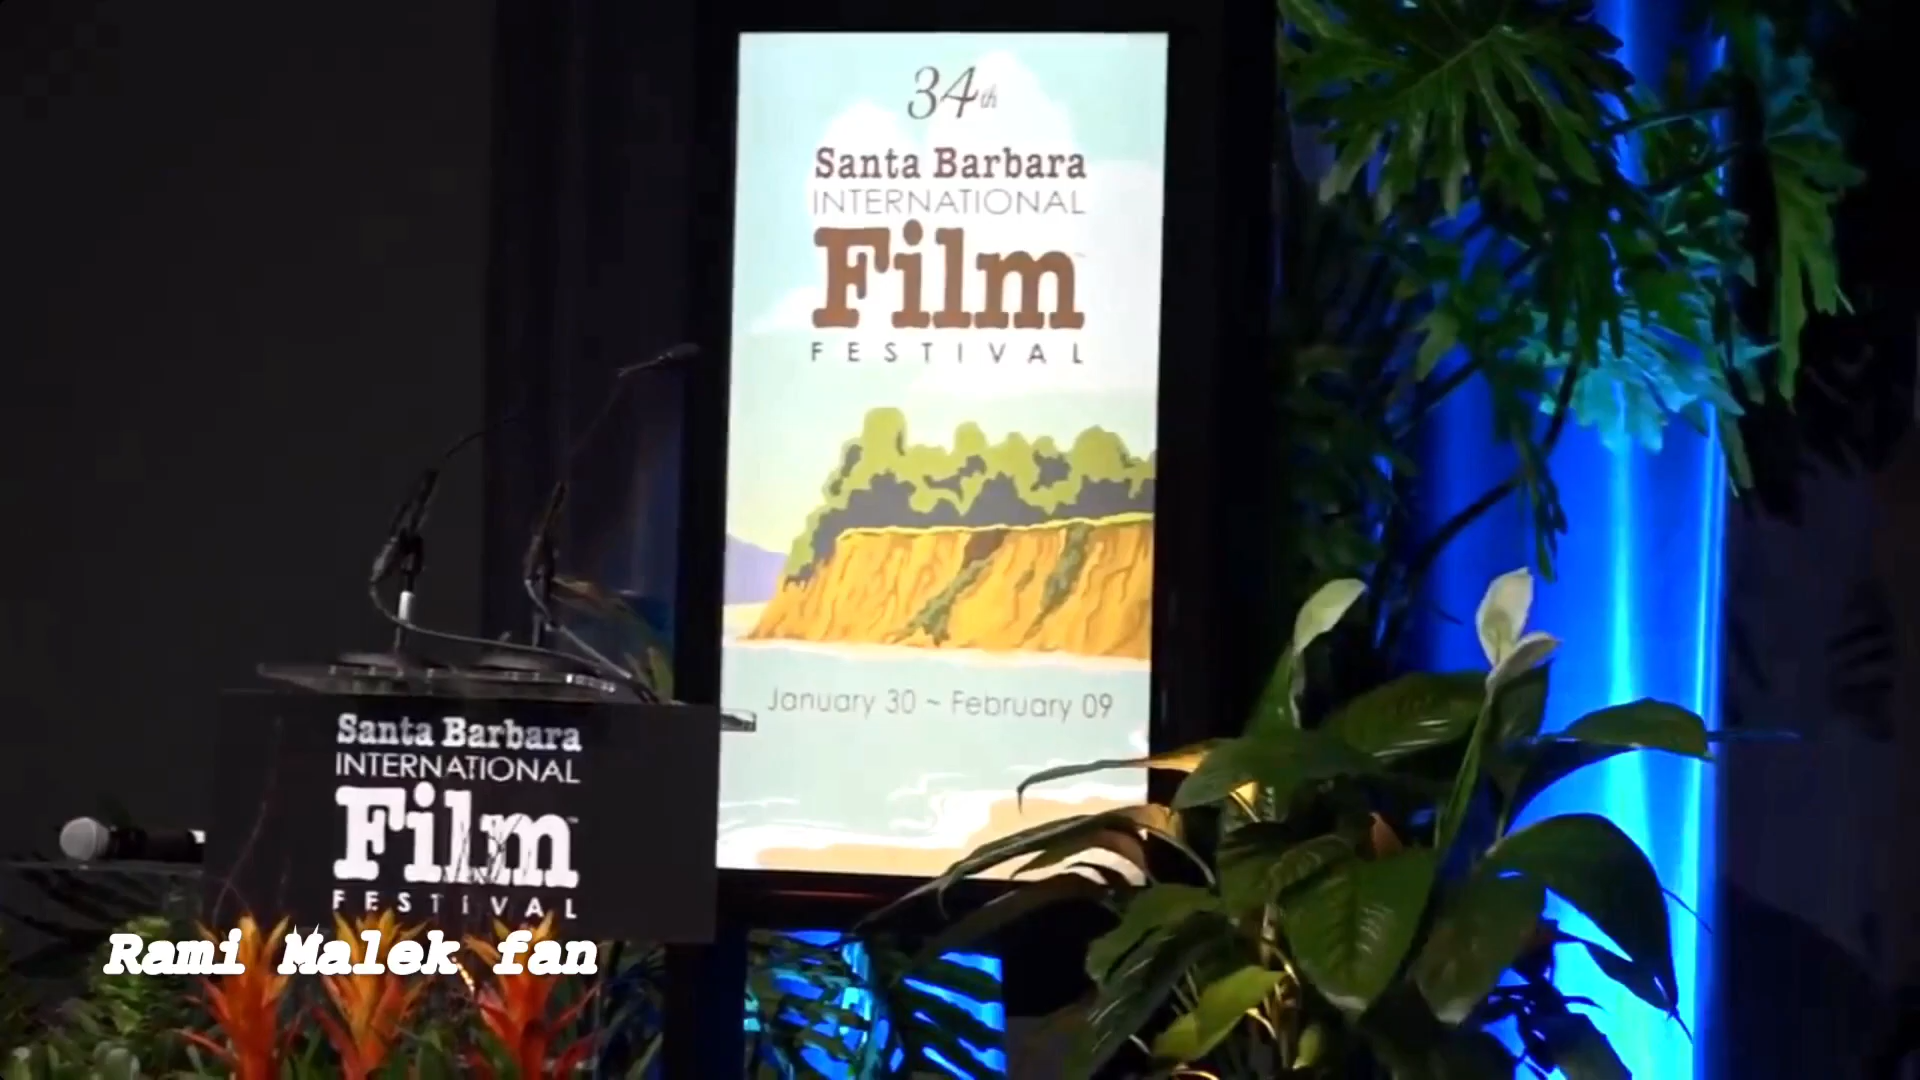 34th
Santa Barbara
INTERNATIONAL
Film
FESTIVAL
January 30 ~ February 09
Santa Barbara
INTERNATIONAL
Film
FESTIVAL
Rami Malek fan